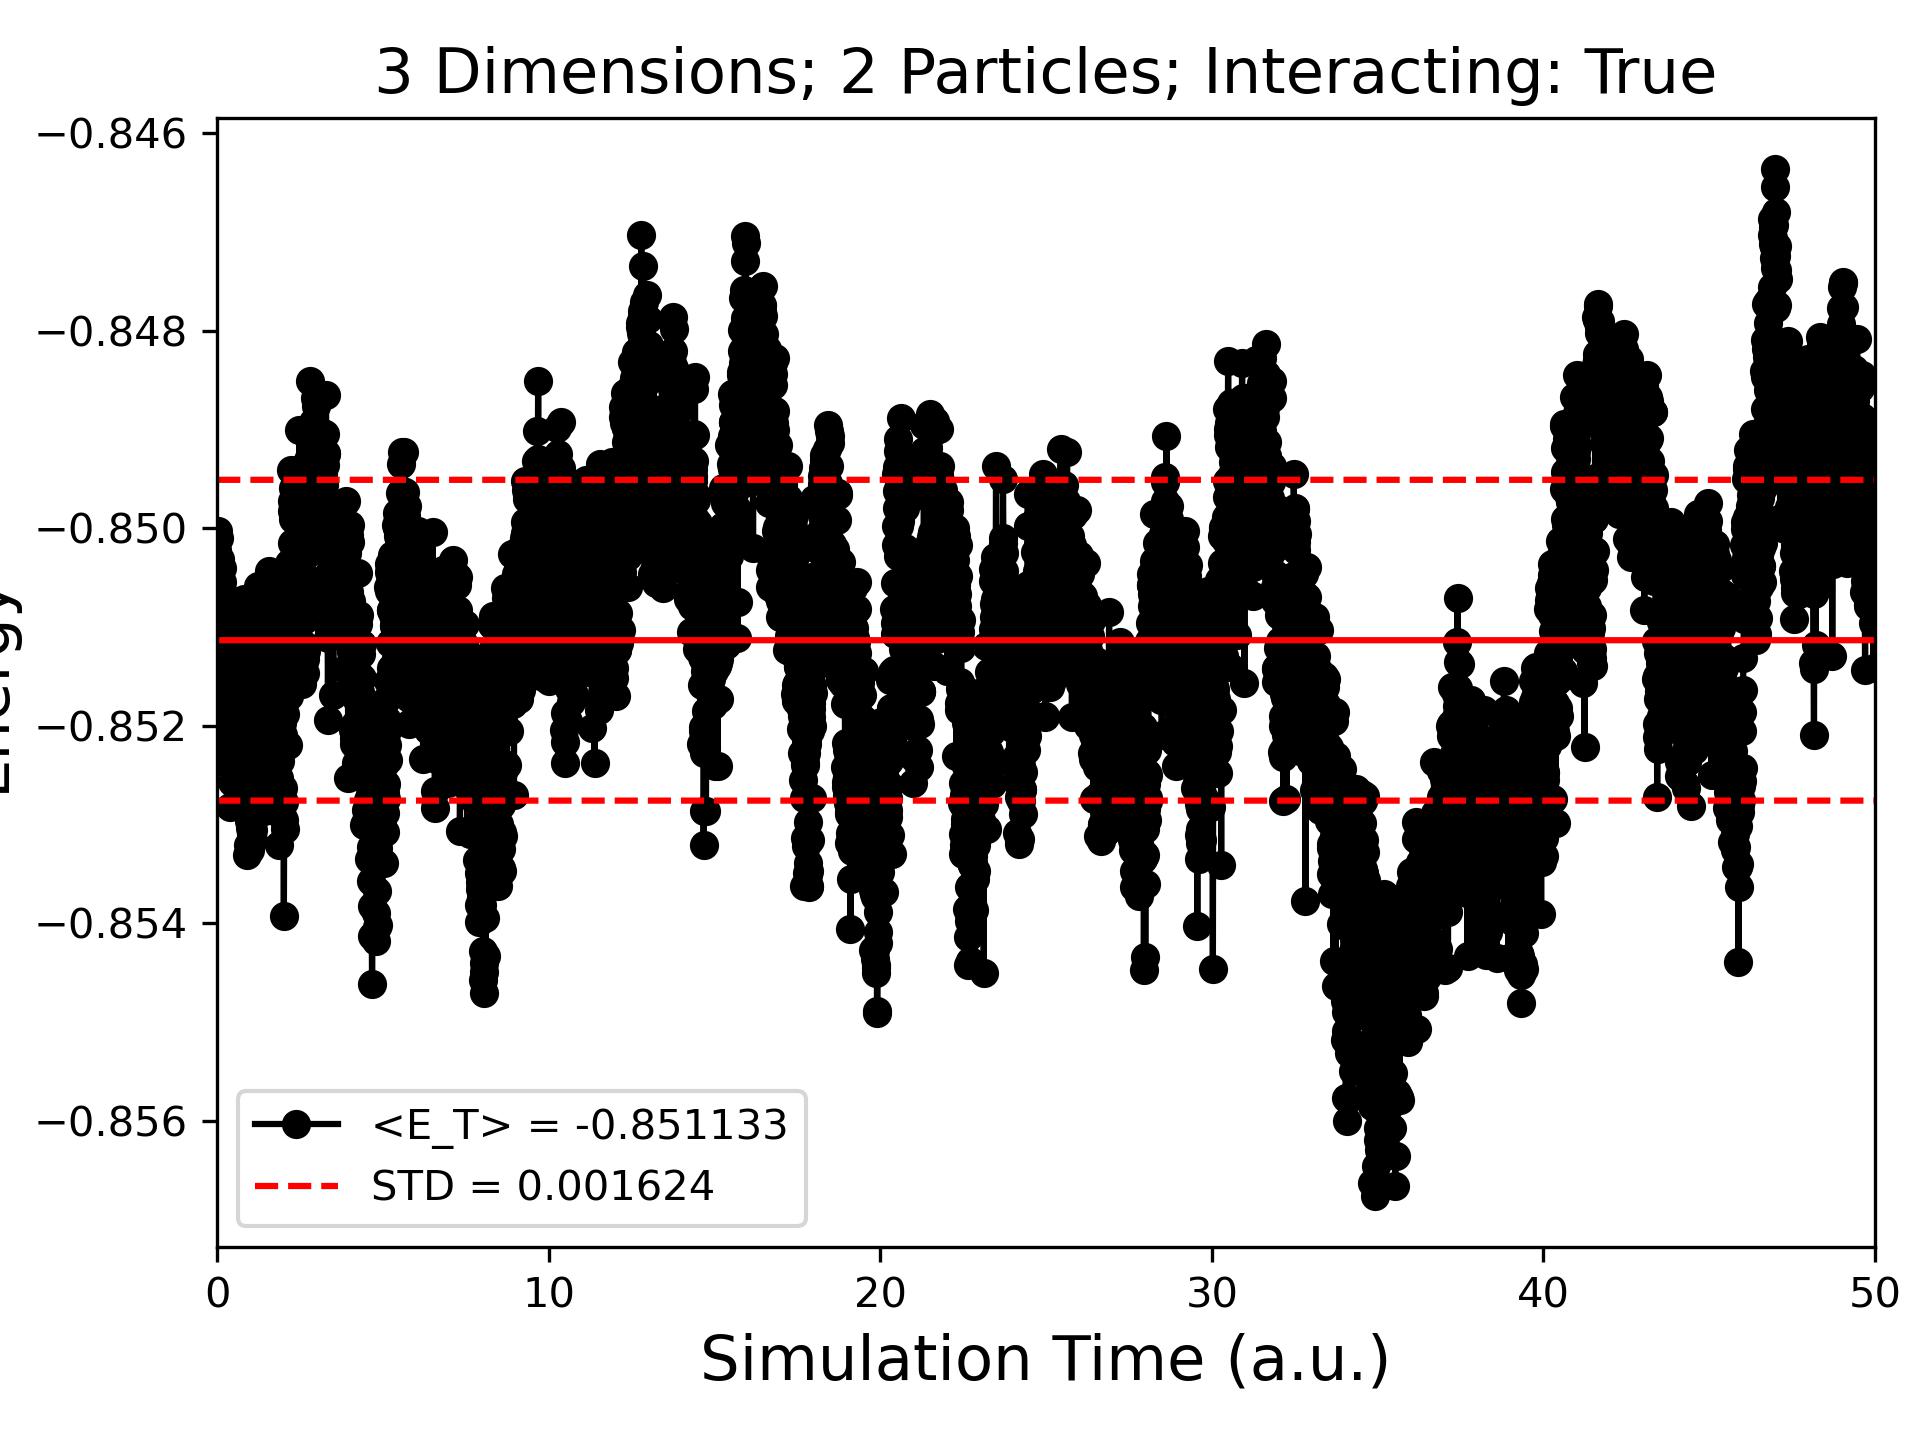 3 Dimensions; 2 Particles; Interacting: True
−0.846
−0.848
−0.850
−0.852
−0.854
−0.856
Energy
<E_T> = -0.851133
STD = 0.001624
0 10 20 30 40 50
Simulation Time (a.u.)